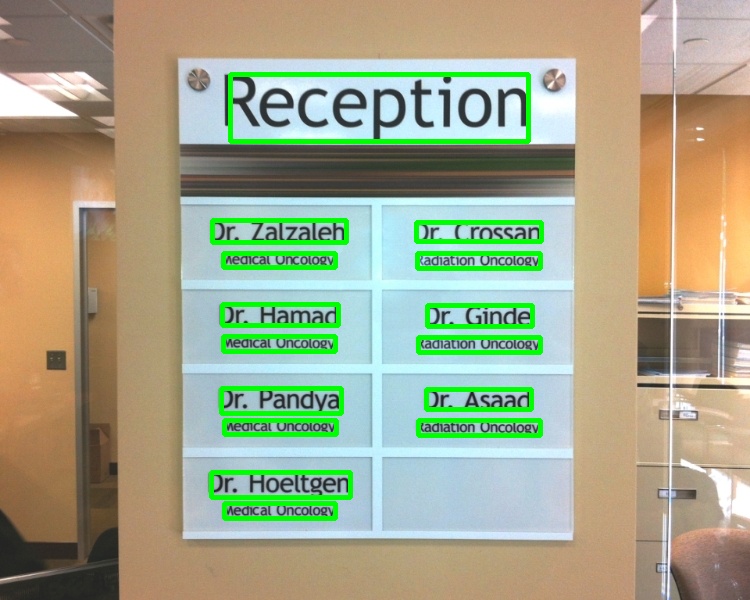 Reception
Dr. Zalzaleh
Medical Oncology
Dr. Crossan
Radiation Oncology
Dr. Hamad
Medical Oncology
Dr. Ginde
Radiation Oncology
Dr. Pandya
Medical Oncology
Dr. Asaad
Radiation Oncology
Dr. Hoeltgen
Medical Oncology